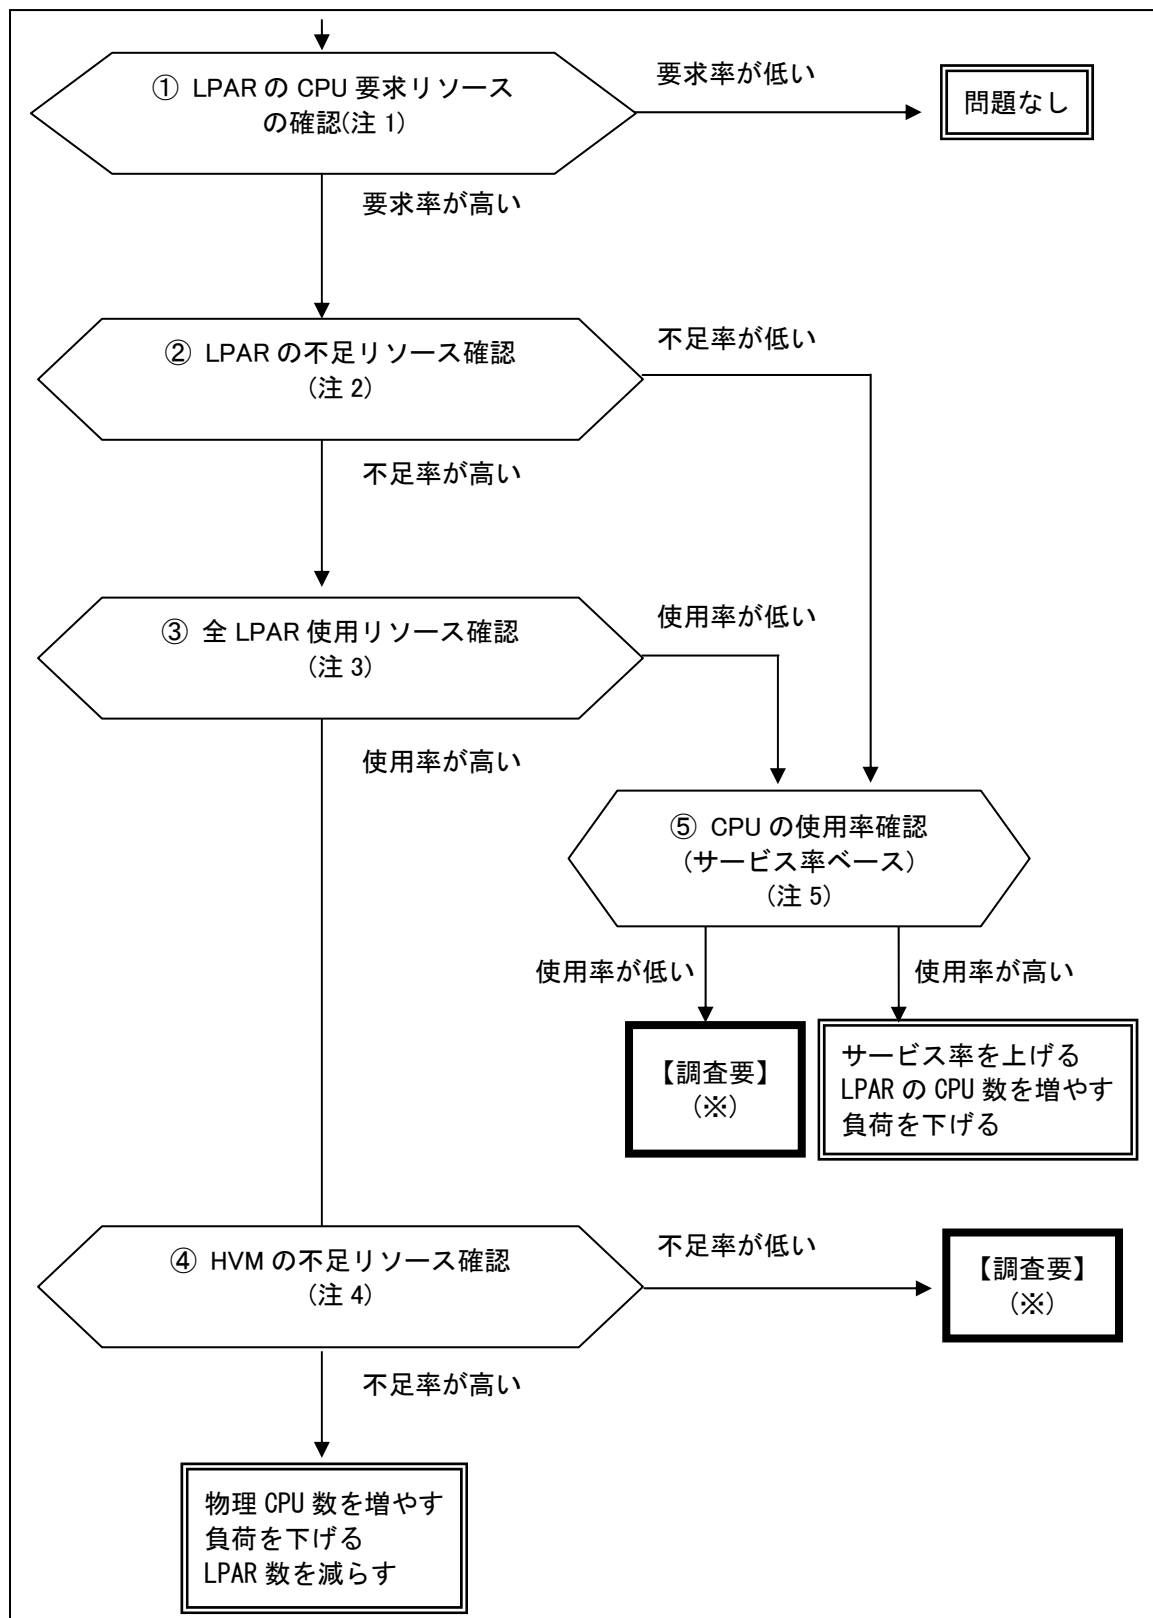 ① LPAR の CPU 要求リソース
の確認(注 1)
要求率が低い
問題なし
要求率が高い
② LPAR の不足リソース確認
(注 2)
不足率が低い
不足率が高い
③ 全 LPAR 使用リソース確認
(注 3)
使用率が低い
使用率が高い
⑤ CPU の使用率確認
(サービス率ベース)
(注 5)
使用率が低い
使用率が高い
【調査要】
(※)
サービス率を上げる
LPAR の CPU 数を増やす
負荷を下げる
④ HVM の不足リソース確認
(注 4)
不足率が低い
【調査要】
(※)
不足率が高い
物理 CPU 数を増やす
負荷を下げる
LPAR 数を減らす